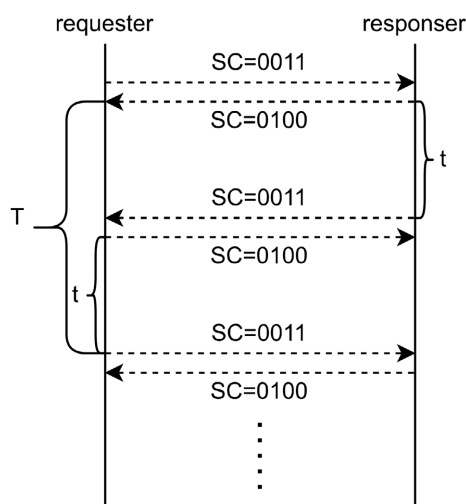 requester responser
SC=0011
SC=0100
t
SC=0011
T
SC=0100
t
SC=0011
SC=0100